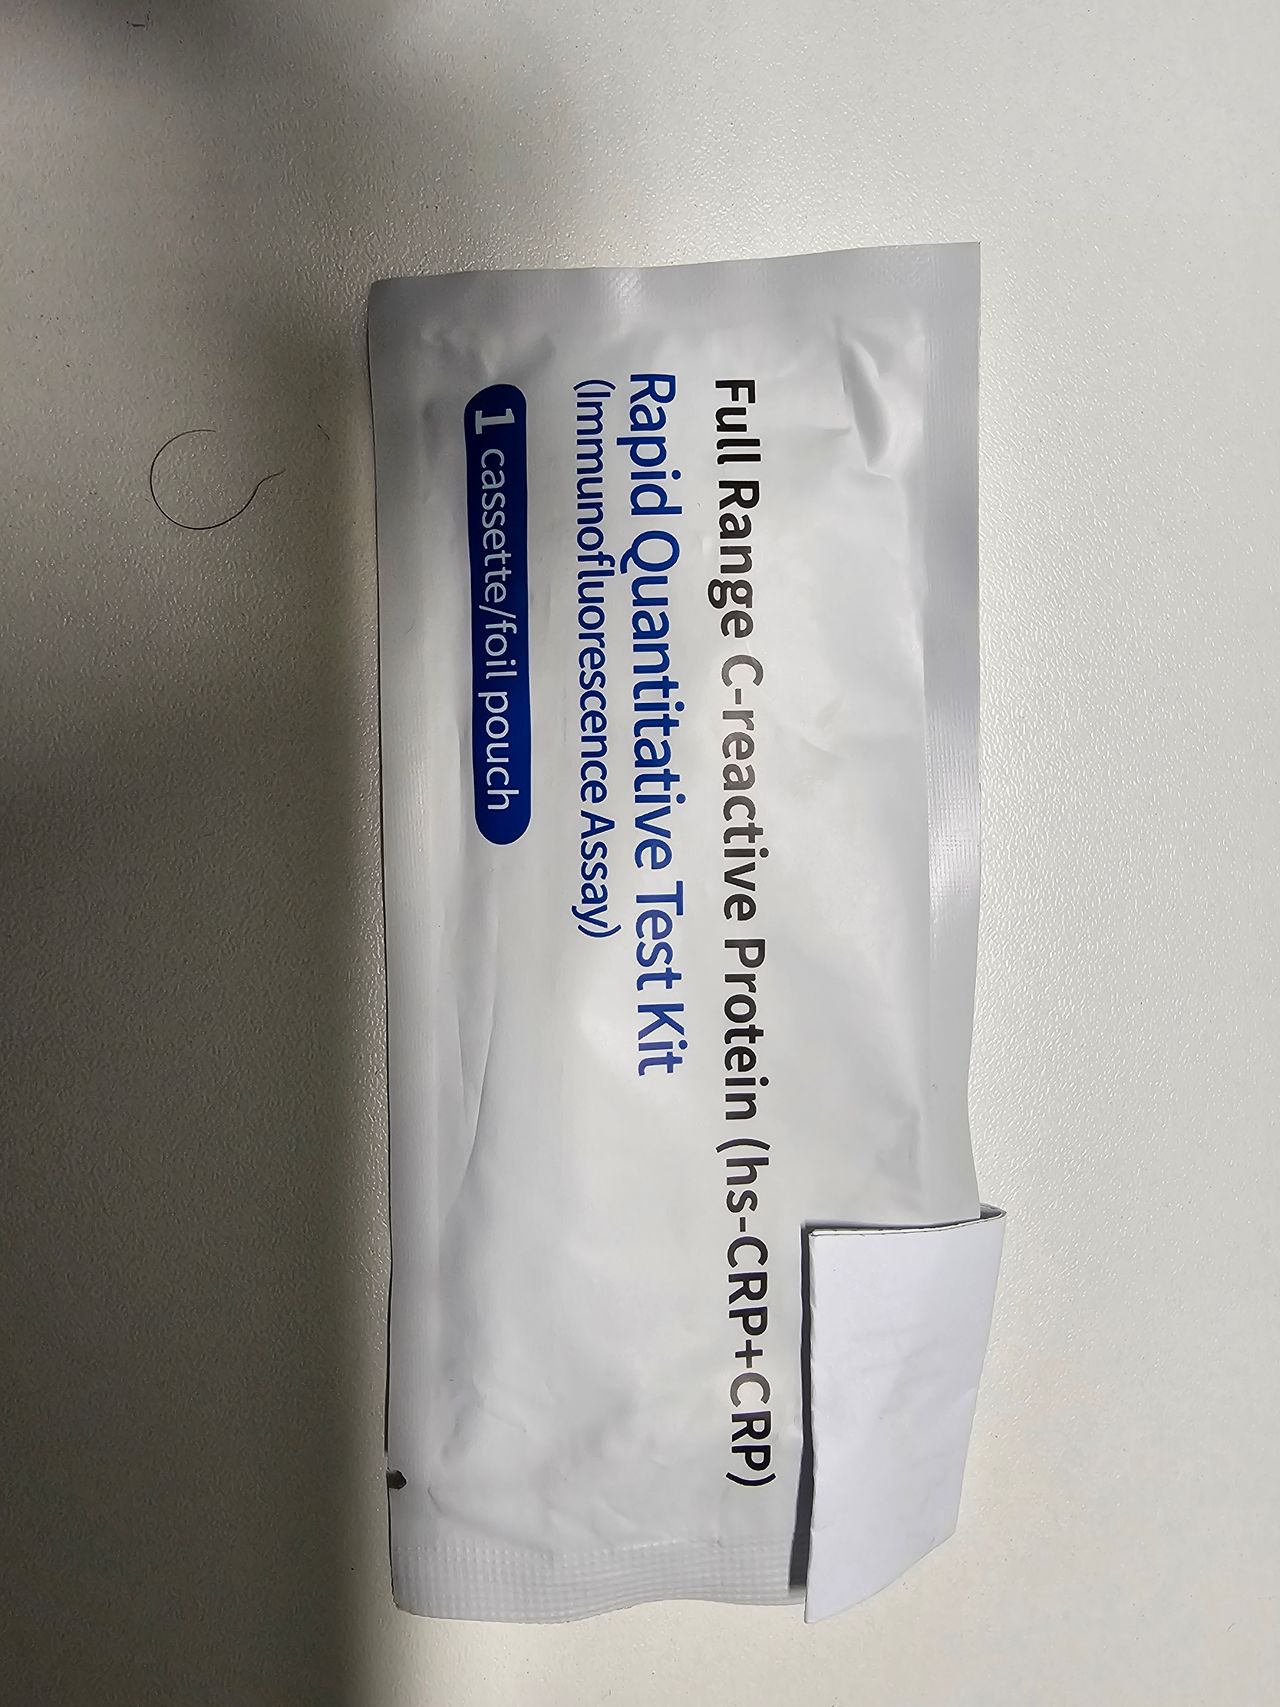 Full Range C-reactive Protein (hs-CRP+CRP)
Rapid Quantitative Test Kit
(Immunofluorescence Assay)
1 cassette/foil pouch